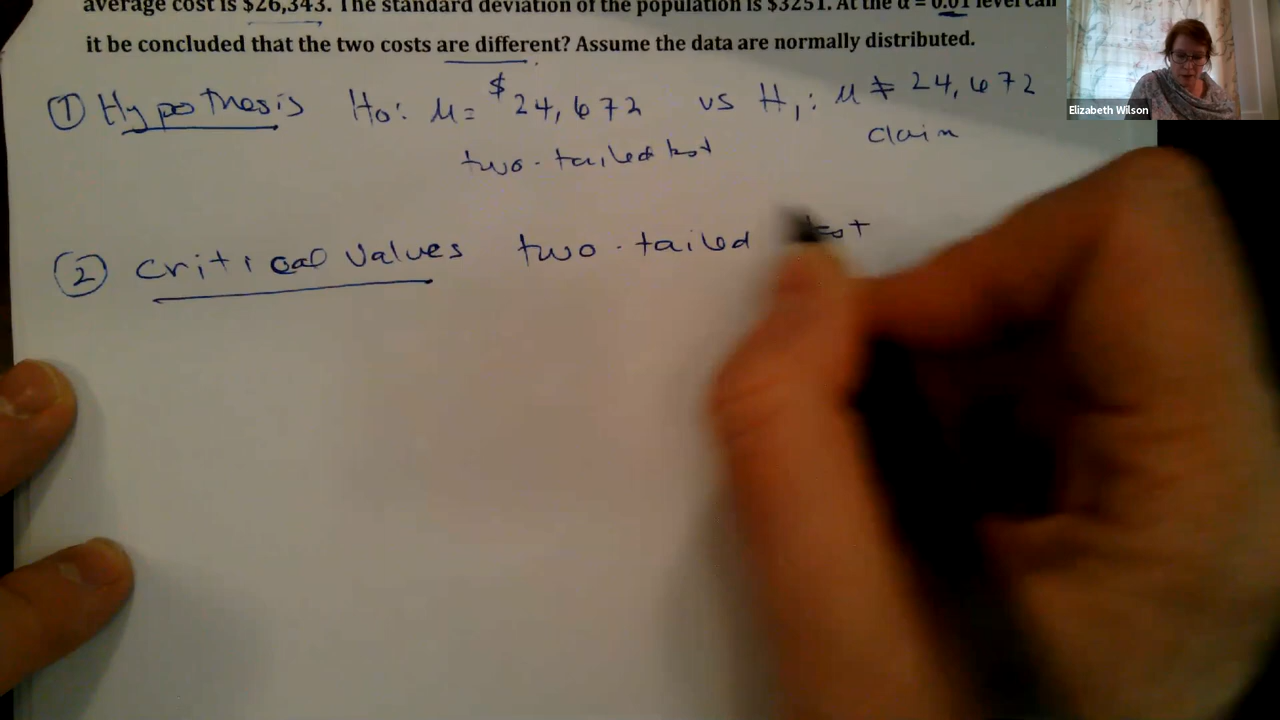 average cost is $26,343. The standard deviation of the population is $3251. At the α = 0.01 level can
it be concluded that the two costs are different? Assume the data are normally distributed.
① Hypothesis H₀: μ = $24,672 vs H₁: μ ≠ 24,672
two-tailed test claim
② Critical Values two-tailed test
Elizabeth Wilson